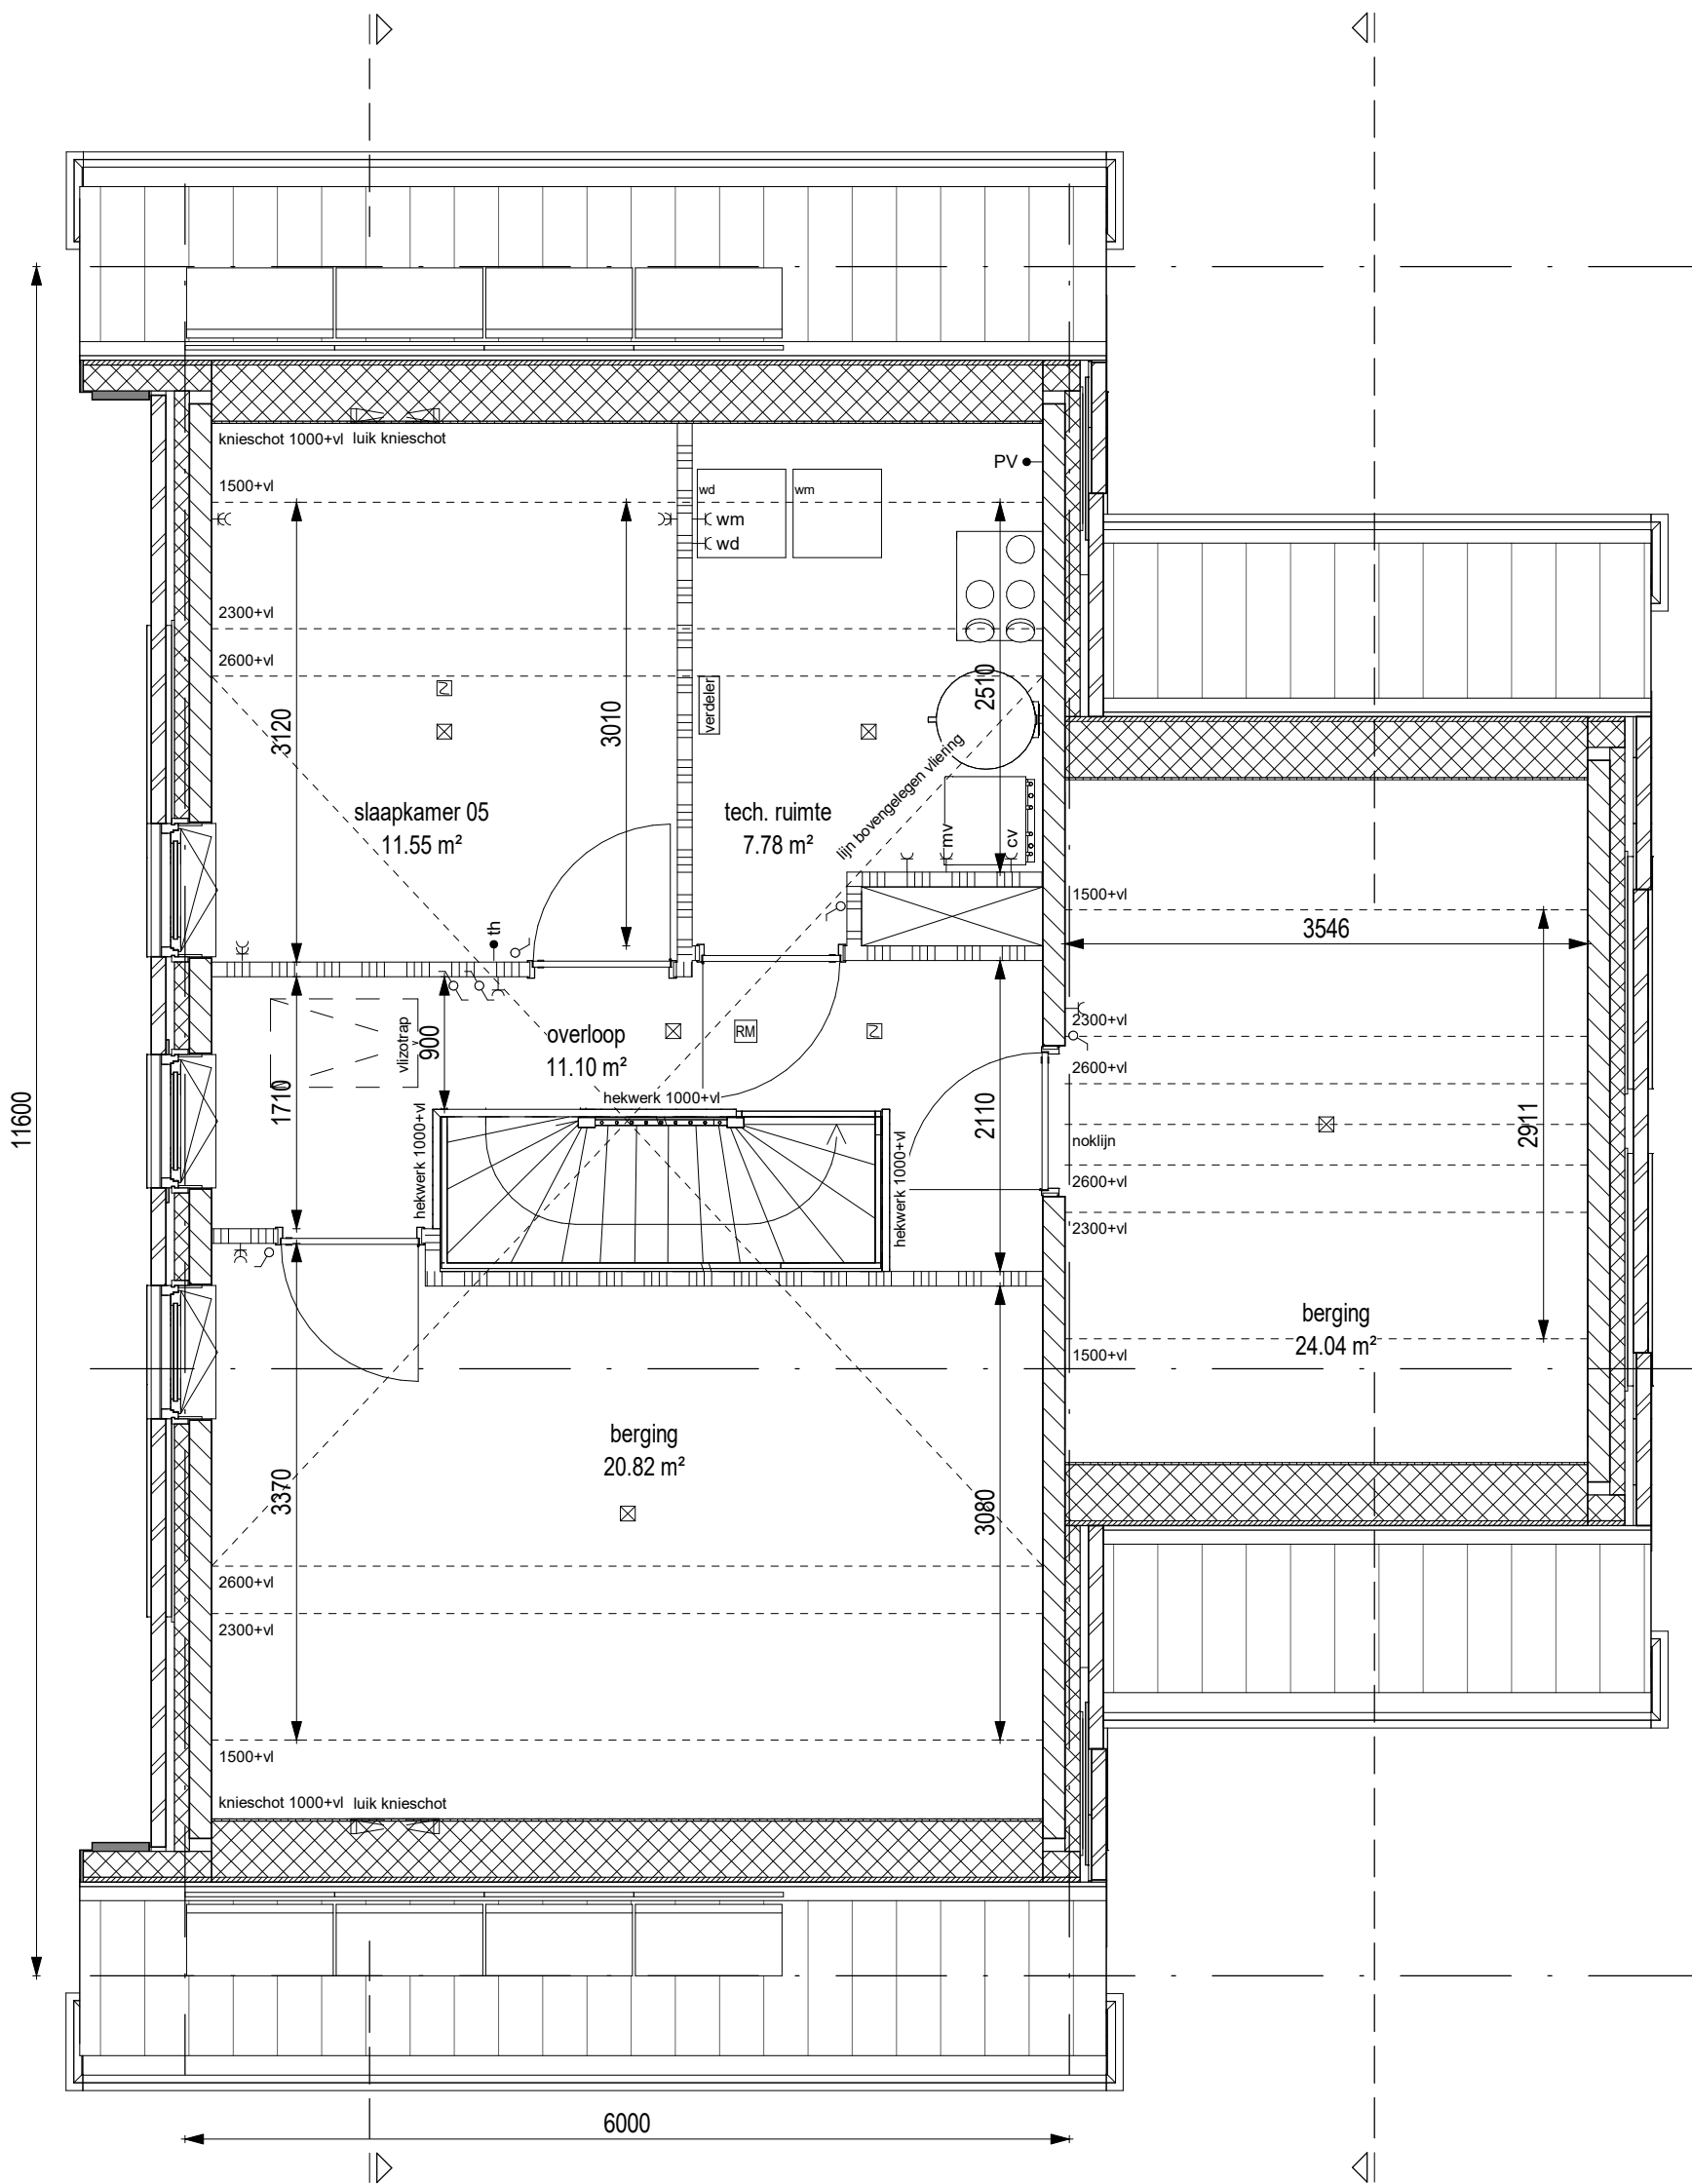 knieschot 1000+vl luik knieschot
1500+vl
PV
wd
wm
wm
wd
2300+vl
2600+vl
3120
3010
2510
verdeler
lijn bovengelegen vliering
slaapkamer 05
11.55 m²
tech. ruimte
7.78 m²
mv
cv
th
1500+vl
3546
2300+vl
2600+vl
noklijn
2600+vl
2300+vl
2911
1500+vl
vlizotrap
900
overloop
11.10 m²
RM
1710
hekwerk 1000+vl
hekwerk 1000+vl
hekwerk 1000+vl
2110
11600
berging
24.04 m²
berging
20.82 m²
3370
3080
2600+vl
2300+vl
1500+vl
knieschot 1000+vl luik knieschot
6000